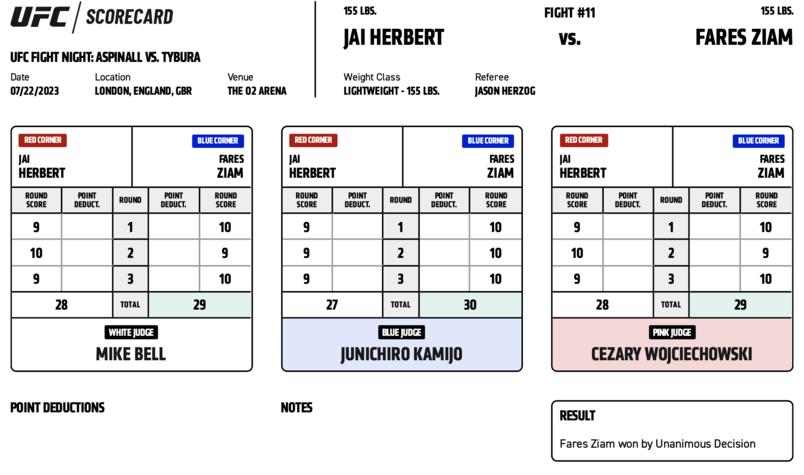 UFC SCORECARD
UFC FIGHT NIGHT: ASPINALL VS. TYBURA
Date Location Venue
07/22/2023 LONDON, ENGLAND, GBR THE O2 ARENA
155 LBS. FIGHT #11 155 LBS.
JAI HERBERT vs. FARES ZIAM
Weight Class Referee
LIGHTWEIGHT - 155 LBS. JASON HERZOG
RED CORNER BLUE CORNER
JAI FARES
HERBERT ZIAM
ROUND POINT ROUND POINT ROUND
SCORE DEDUCT. DEDUCT. SCORE
9 1 10
10 2 9
9 3 10
28 TOTAL 29
WHITE JUDGE
MIKE BELL
RED CORNER BLUE CORNER
JAI FARES
HERBERT ZIAM
ROUND POINT ROUND POINT ROUND
SCORE DEDUCT. DEDUCT. SCORE
9 1 10
9 2 10
9 3 10
27 TOTAL 30
BLUE JUDGE
JUNICHIRO KAMIJO
RED CORNER BLUE CORNER
JAI FARES
HERBERT ZIAM
ROUND POINT ROUND POINT ROUND
SCORE DEDUCT. DEDUCT. SCORE
9 1 10
10 2 9
9 3 10
28 TOTAL 29
PINK JUDGE
CEZARY WOJCIECHOWSKI
POINT DEDUCTIONS
NOTES
RESULT
Fares Ziam won by Unanimous Decision